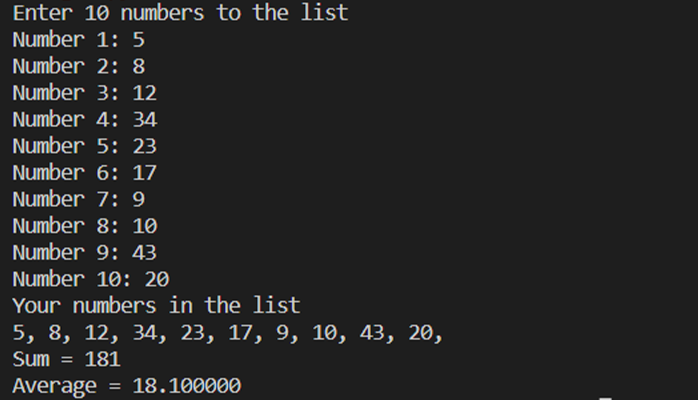 Enter 10 numbers to the list
Number 1: 5
Number 2: 8
Number 3: 12
Number 4: 34
Number 5: 23
Number 6: 17
Number 7: 9
Number 8: 10
Number 9: 43
Number 10: 20
Your numbers in the list
5, 8, 12, 34, 23, 17, 9, 10, 43, 20,
Sum = 181
Average = 18.100000